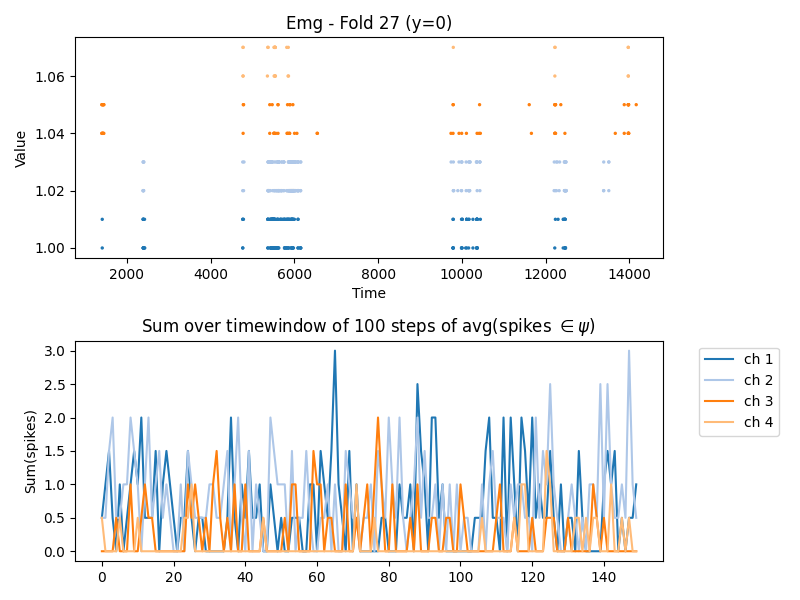 Emg - Fold 27 (y=0)
1.06
1.04
1.02
1.00
Value
2000 4000 6000 8000 10000 12000 14000
Time
Sum over timewindow of 100 steps of avg(spikes ∈ ψ)
3.0
2.5
2.0
1.5
1.0
0.5
0.0
Sum(spikes)
0 20 40 60 80 100 120 140
ch 1
ch 2
ch 3
ch 4